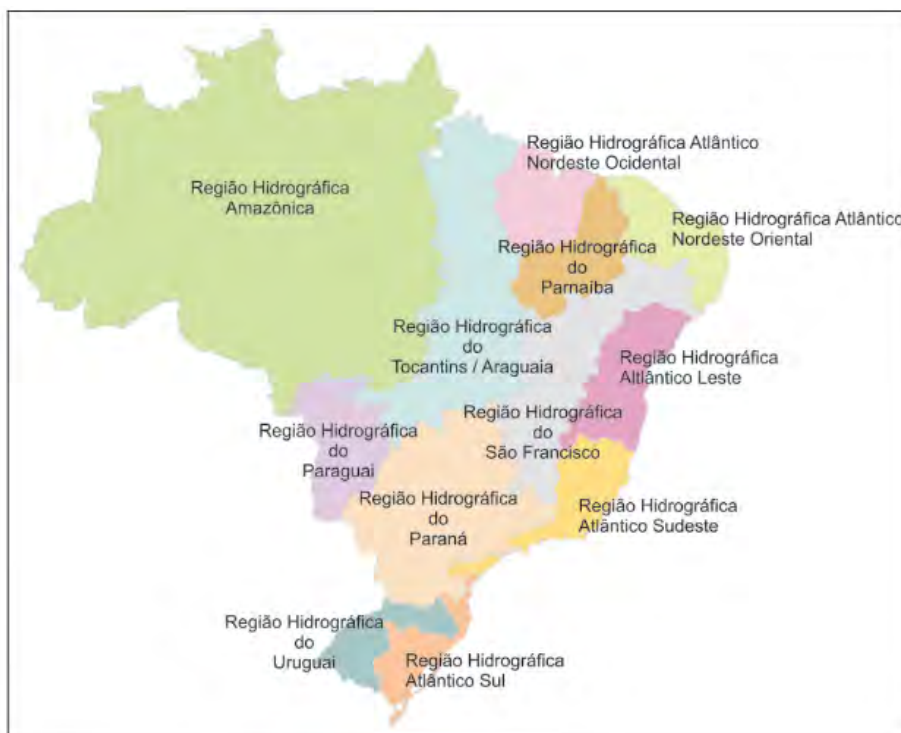 Região Hidrográfica Atlântico
Nordeste Ocidental
Região Hidrográfica
Amazônica
Região Hidrográfica Atlântico
Nordeste Oriental
Região Hidrográfica
do
Parnaíba
Região Hidrográfica
do
Tocantins / Araguaia
Região Hidrográfica
Altlântico Leste
Região Hidrográfica
do
São Francisco
Região Hidrográfica
do
Paraguai
Região Hidrográfica
do
Paraná
Região Hidrográfica
Atlântico Sudeste
Região Hidrográfica
do
Uruguai
Região Hidrográfica
Atlântico Sul